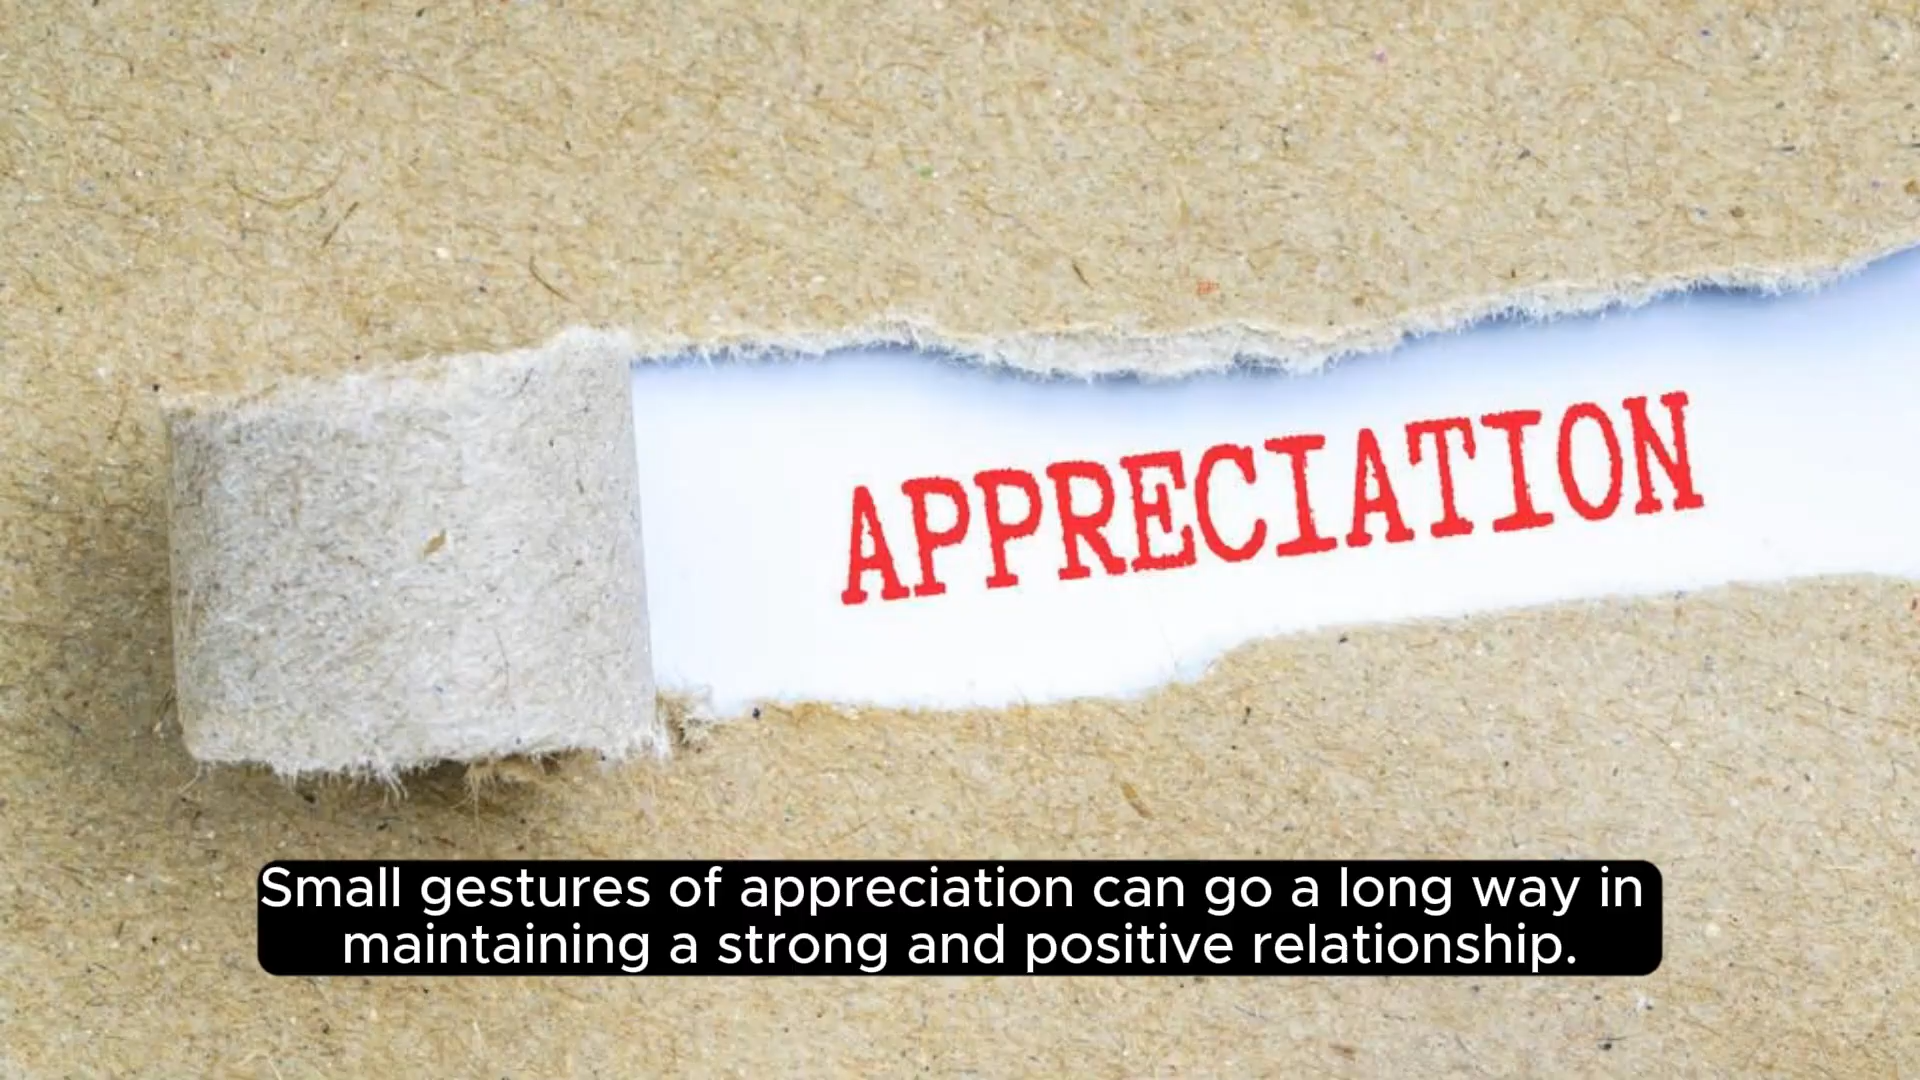 APPRECIATION
Small gestures of appreciation can go a long way in
maintaining a strong and positive relationship.